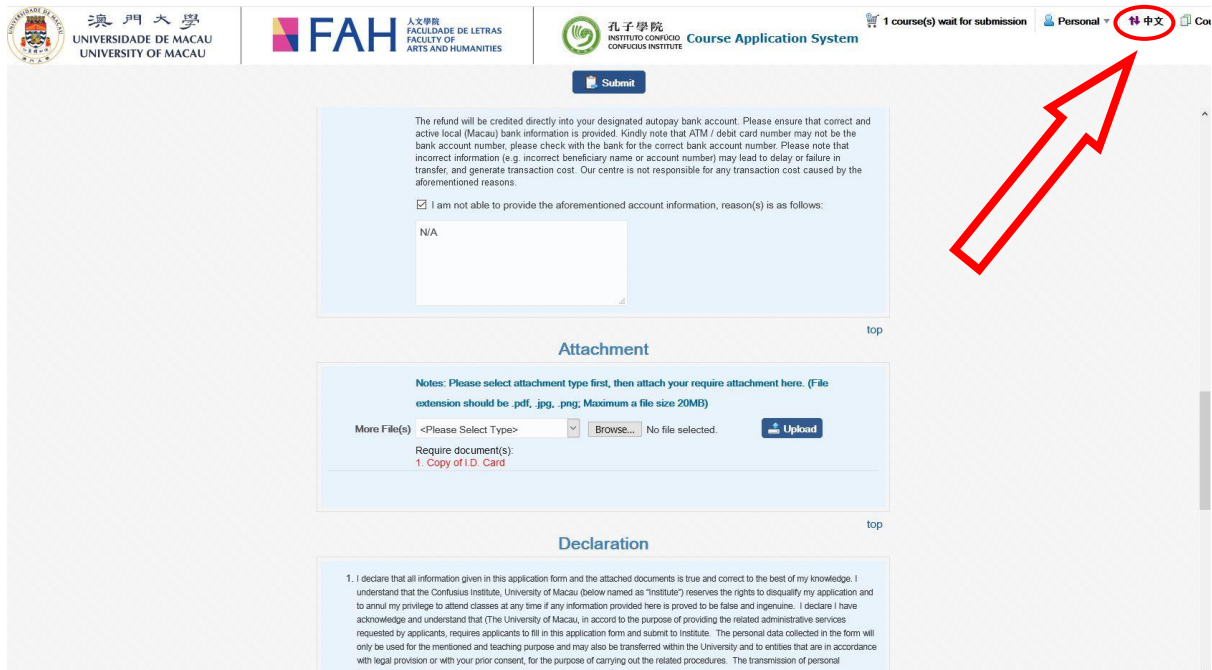 澳門大學
UNIVERSIDADE DE MACAU
UNIVERSITY OF MACAU
FAH
人文學院
FACULDADE DE LETRAS
FACULTY OF
ARTS AND HUMANITIES
孔子學院
INSTITUTO CONFÚCIO
CONFUCIUS INSTITUTE
Course Application System
1 course(s) wait for submission
Personal
中文
Cou
Submit
The refund will be credited directly into your designated autopay bank account. Please ensure that correct and
active local (Macau) bank information is provided. Kindly note that ATM / debit card number may not be the
bank account number, please check with the bank for the correct bank account number. Please note that
incorrect information (e.g. incorrect beneficiary name or account number) may lead to delay or failure in
transfer, and generate transaction cost. Our centre is not responsible for any transaction cost caused by the
aforementioned reasons.
I am not able to provide the aforementioned account information, reason(s) is as follows:
N/A
top
Attachment
Notes: Please select attachment type first, then attach your require attachment here. (File
extension should be .pdf, .jpg, .png; Maximum a file size 20MB)
More File(s) <Please Select Type> Browse... No file selected. Upload
Require document(s):
1. Copy of I.D. Card
top
Declaration
1. I declare that all information given in this application form and the attached documents is true and correct to the best of my knowledge. I
understand that the Confusius Institute, University of Macau (below named as "Institute") reserves the rights to disqualify my application and
to annul my privilege to attend classes at any time if any information provided here is proved to be false and ingenuine. I declare I have
acknowledge and understand that (The University of Macau, in accord to the purpose of providing the related administrative services
requested by applicants, requires applicants to fill in this application form and submit to Institute. The personal data collected in the form will
only be used for the mentioned and teaching purpose and may also be transferred within the University and to entities that are in accordance
with legal provision or with your prior consent, for the purpose of carrying out the related procedures. The transmission of personal